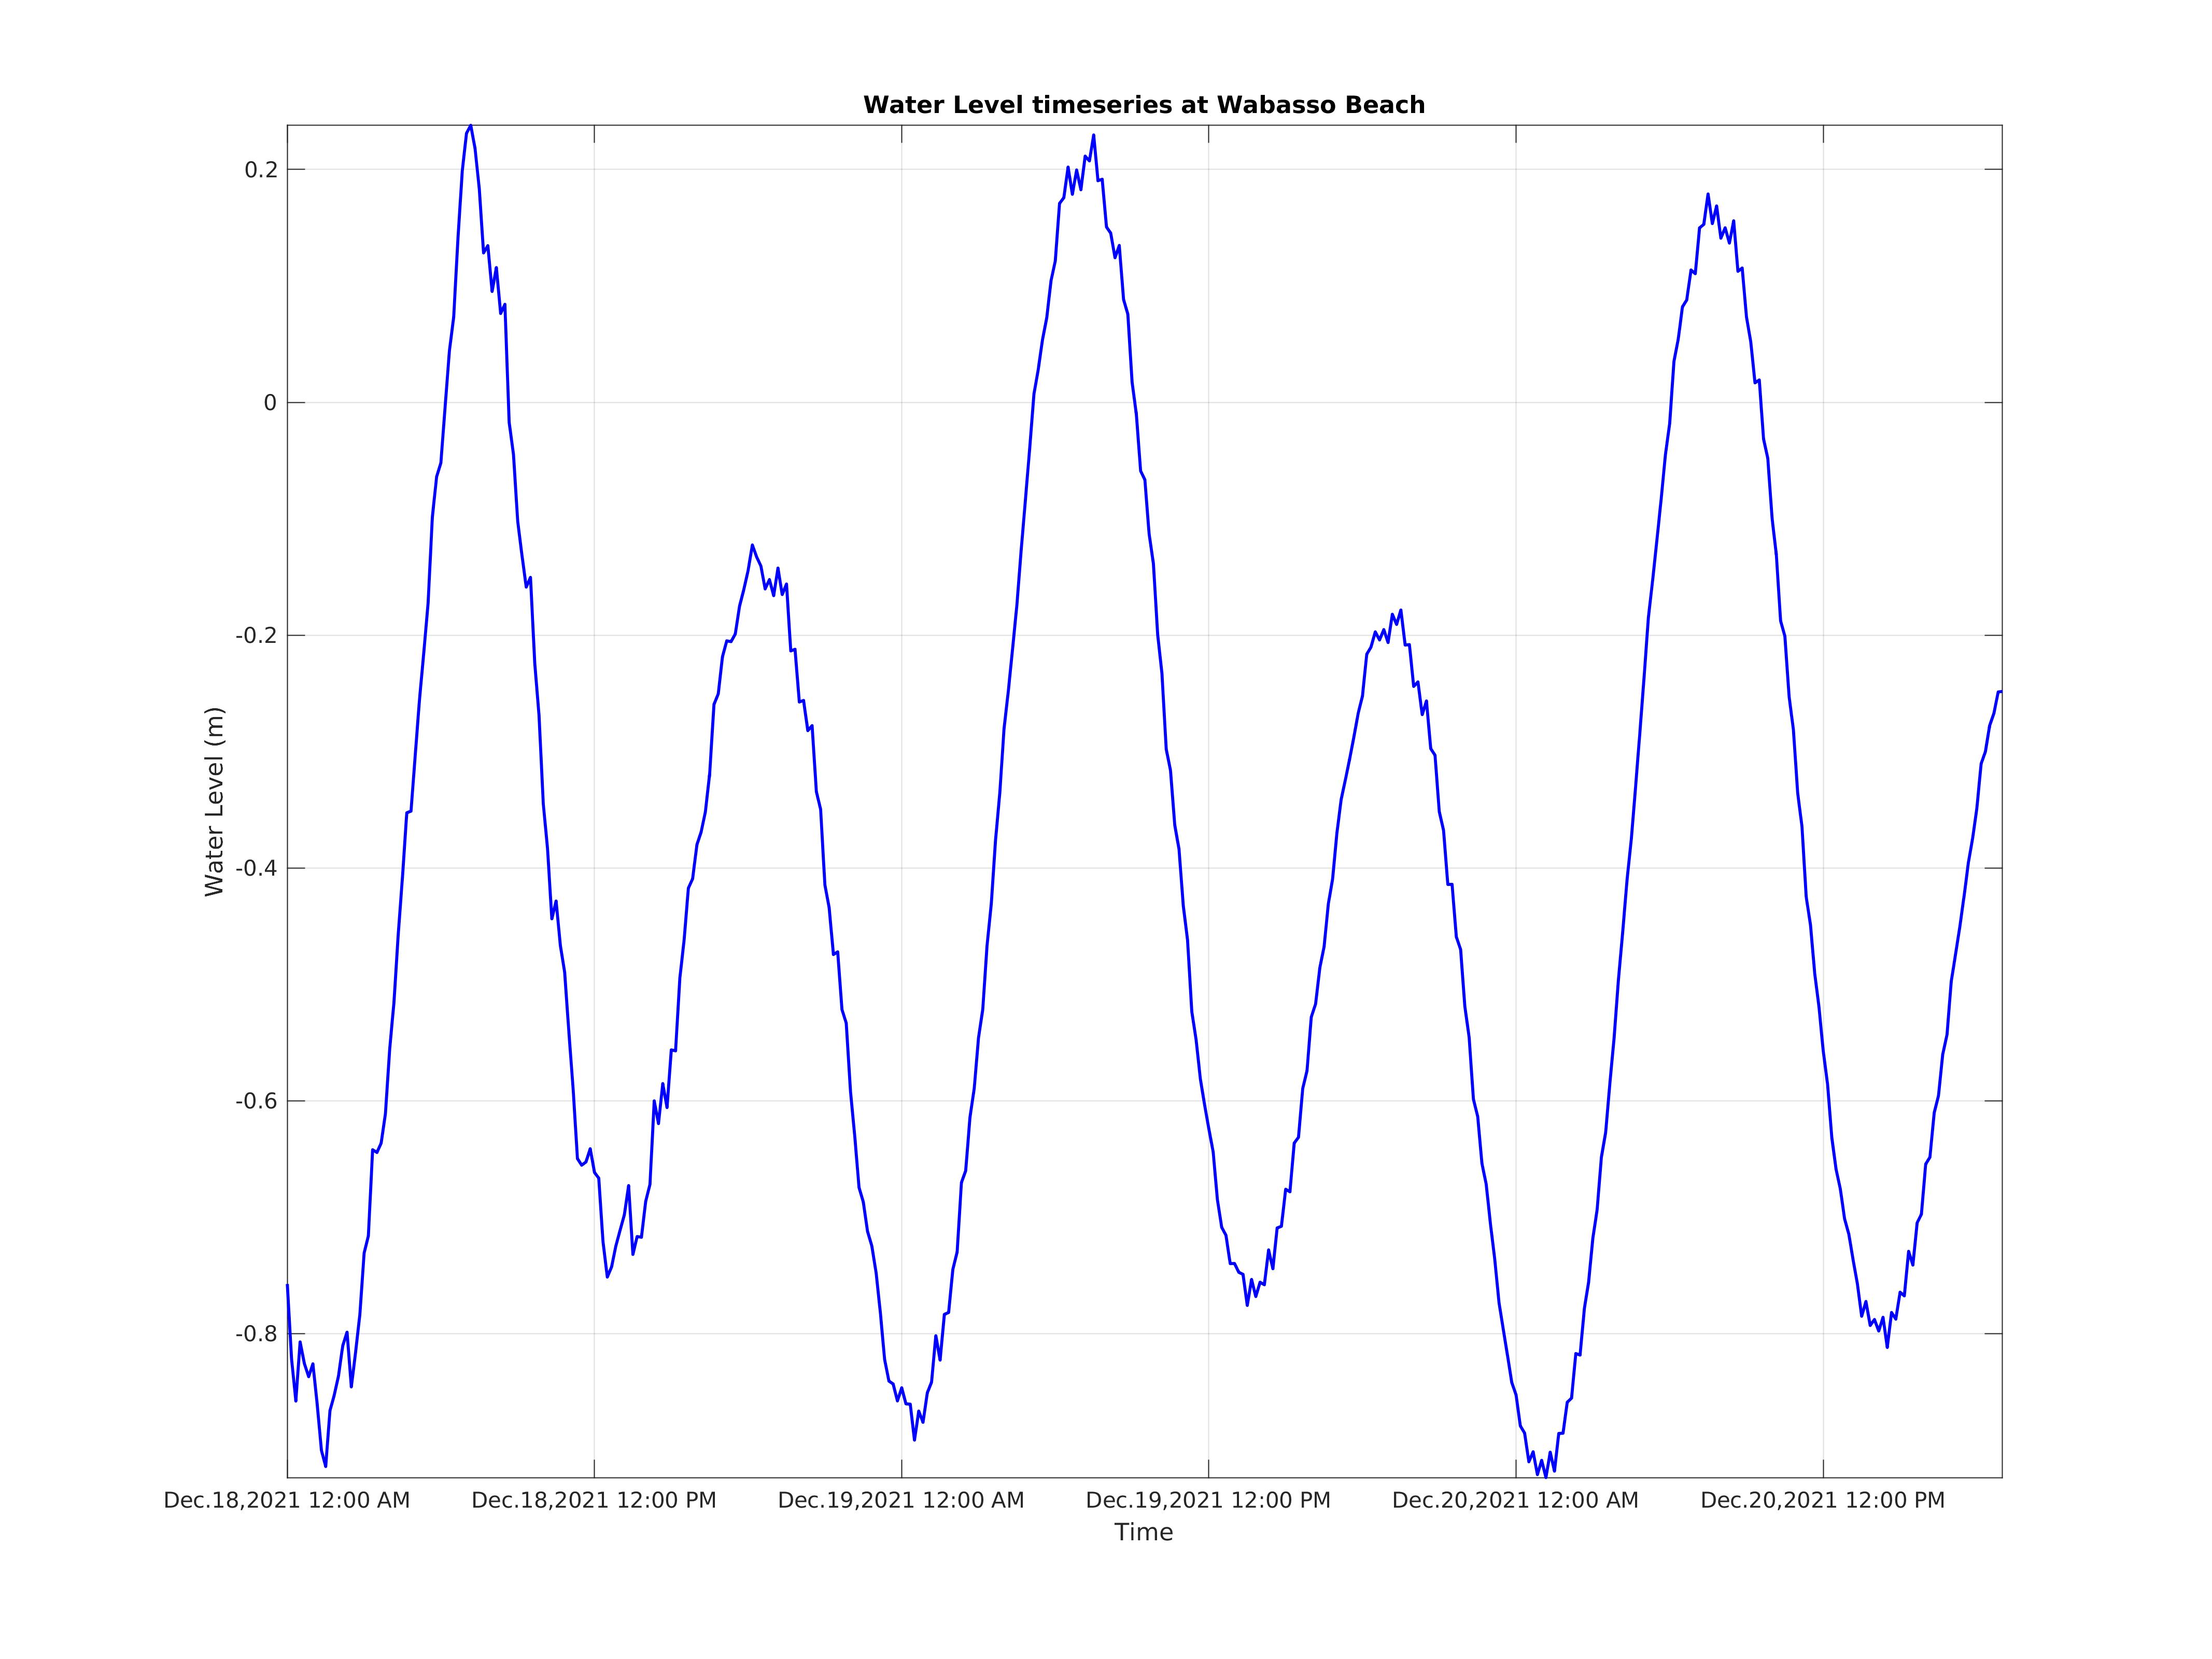 Water Level timeseries at Wabasso Beach
0.2
0
-0.2
-0.4
-0.6
-0.8
Water Level (m)
Dec.18,2021 12:00 AM
Dec.18,2021 12:00 PM
Dec.19,2021 12:00 AM
Dec.19,2021 12:00 PM
Dec.20,2021 12:00 AM
Dec.20,2021 12:00 PM
Time